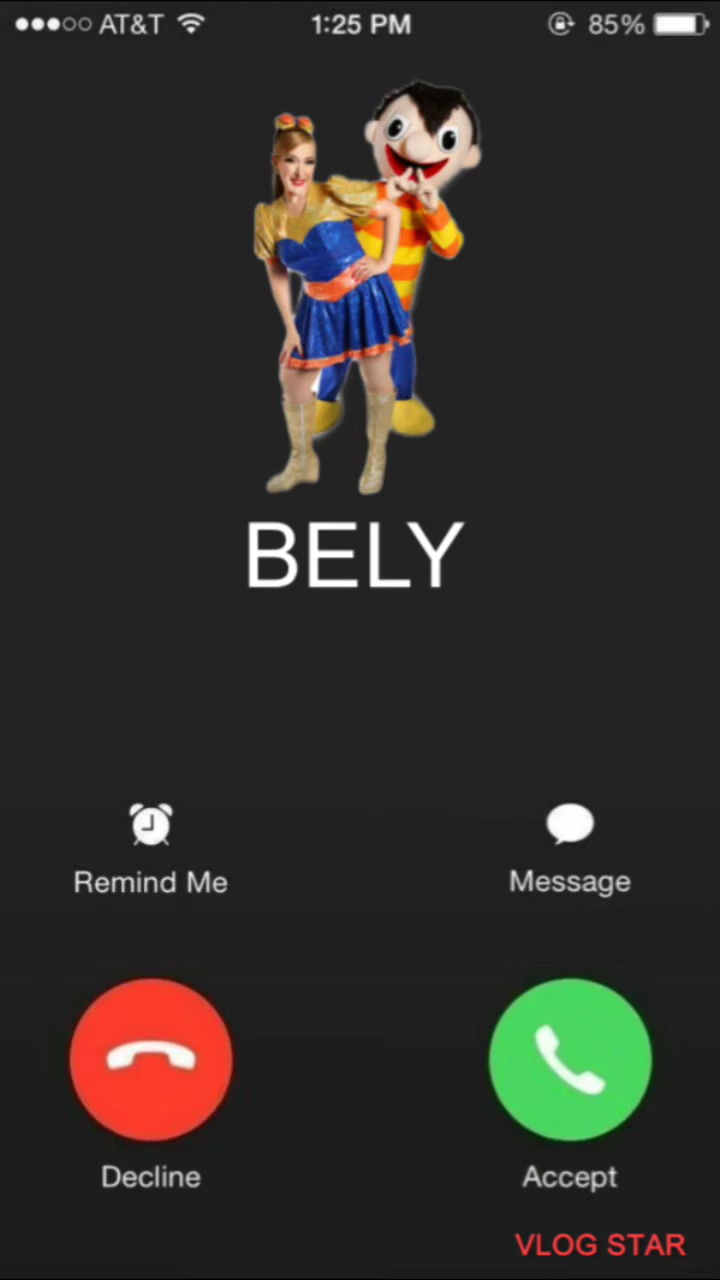 AT&T 1:25 PM 85%
BELY
Remind Me Message
Decline Accept
VLOG STAR